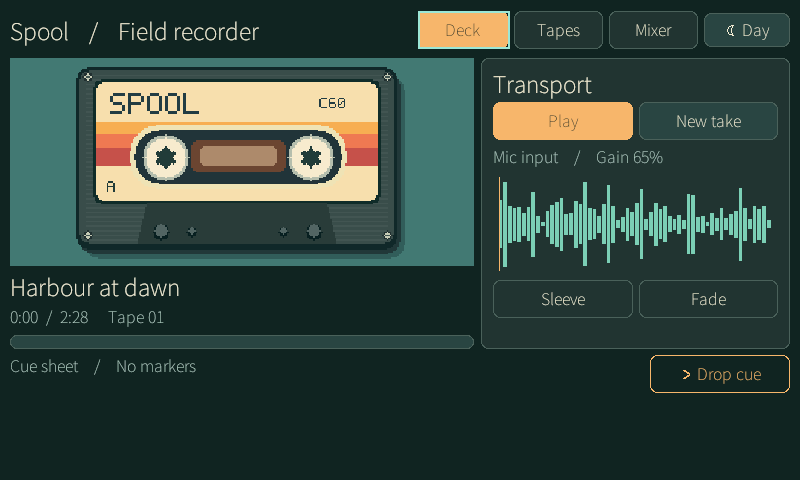 Spool / Field recorder
Deck
Tapes
Mixer
Day
SPOOL
C60
A
Transport
Play
New take
Mic input / Gain 65%
Sleeve
Fade
Harbour at dawn
0:00 / 2:28 Tape 01
Cue sheet / No markers
> Drop cue